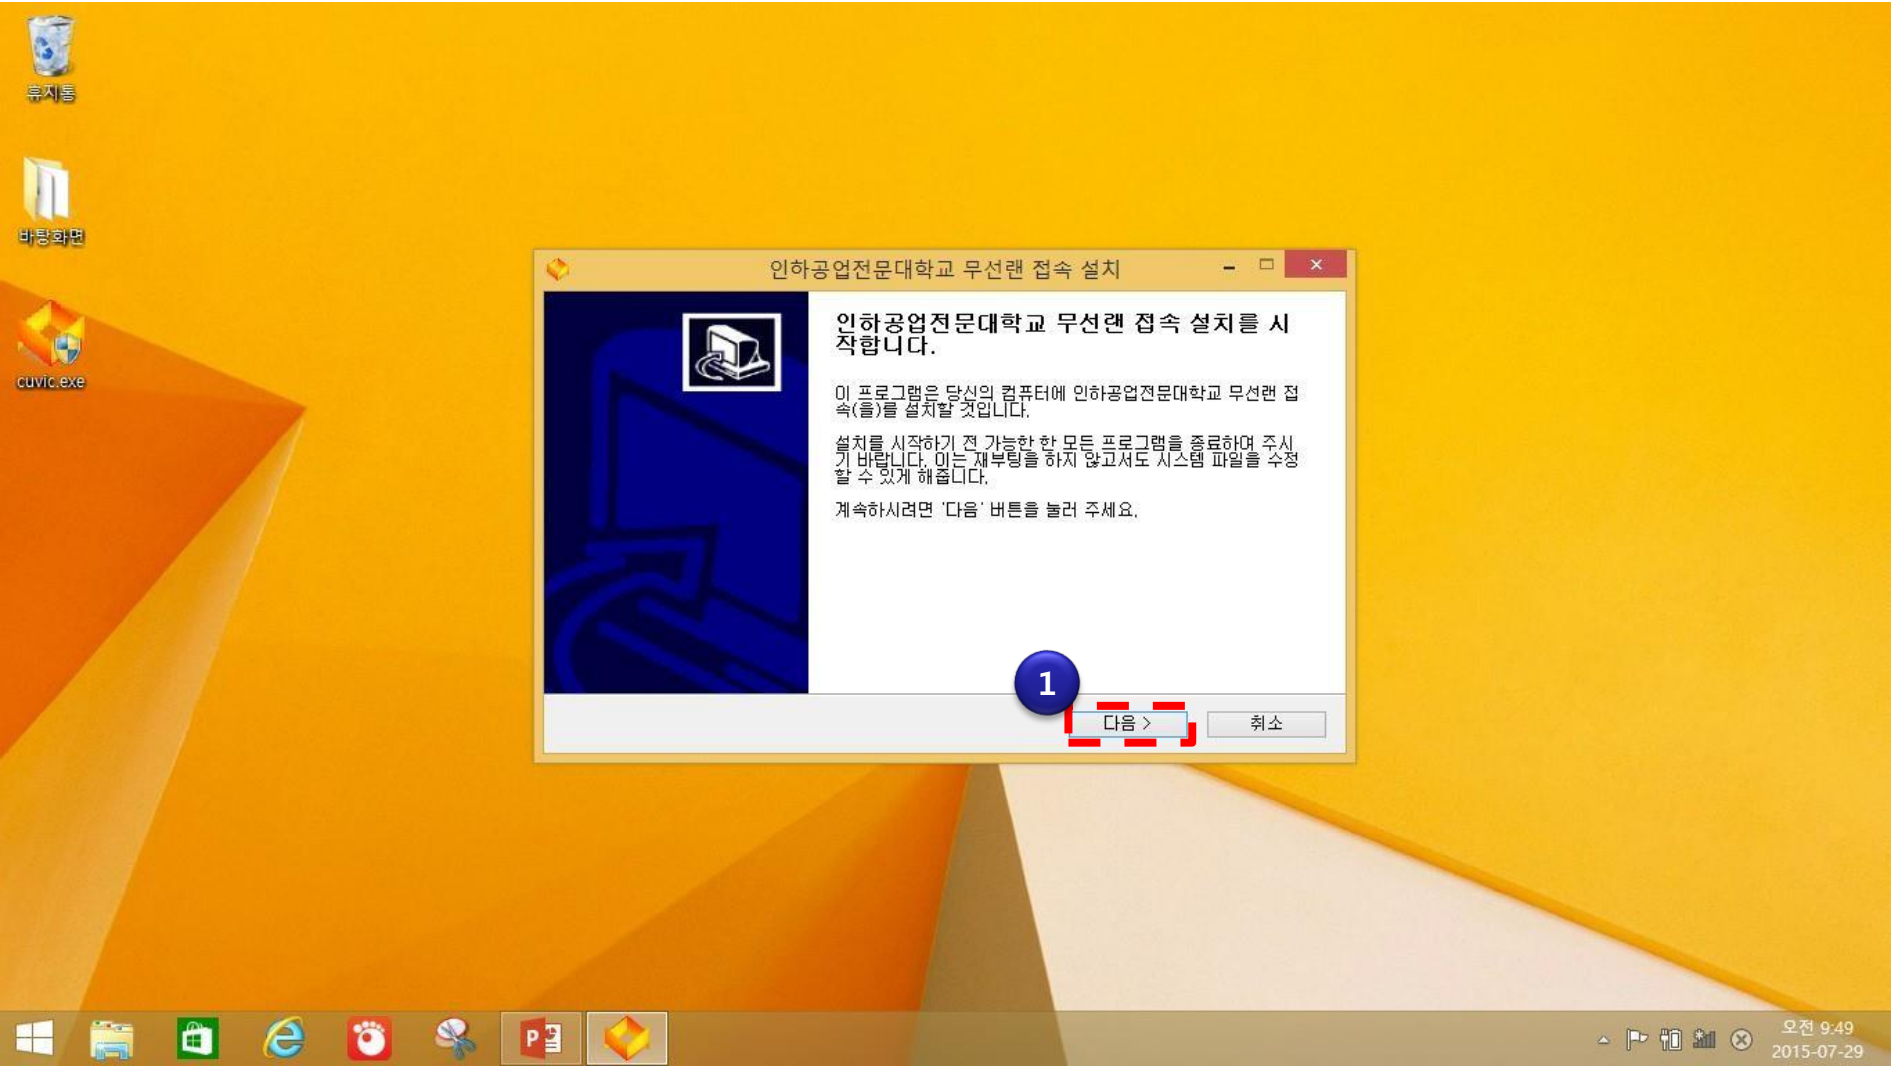 휴지통
바탕화면
cuvic.exe
인하공업전문대학교 무선랜 접속 설치
인하공업전문대학교 무선랜 접속 설치를 시
작합니다.
이 프로그램은 당신의 컴퓨터에 인하공업전문대학교 무선랜 접
속(을)를 설치할 것입니다.
설치를 시작하기 전 가능한 한 모든 프로그램을 종료하여 주시
기 바랍니다. 이는 재부팅을 하지 않고서도 시스템 파일을 수정
할 수 있게 해줍니다.
계속하시려면 '다음' 버튼을 눌러 주세요.
1
다음 >
취소
오전 9:49
2015-07-29